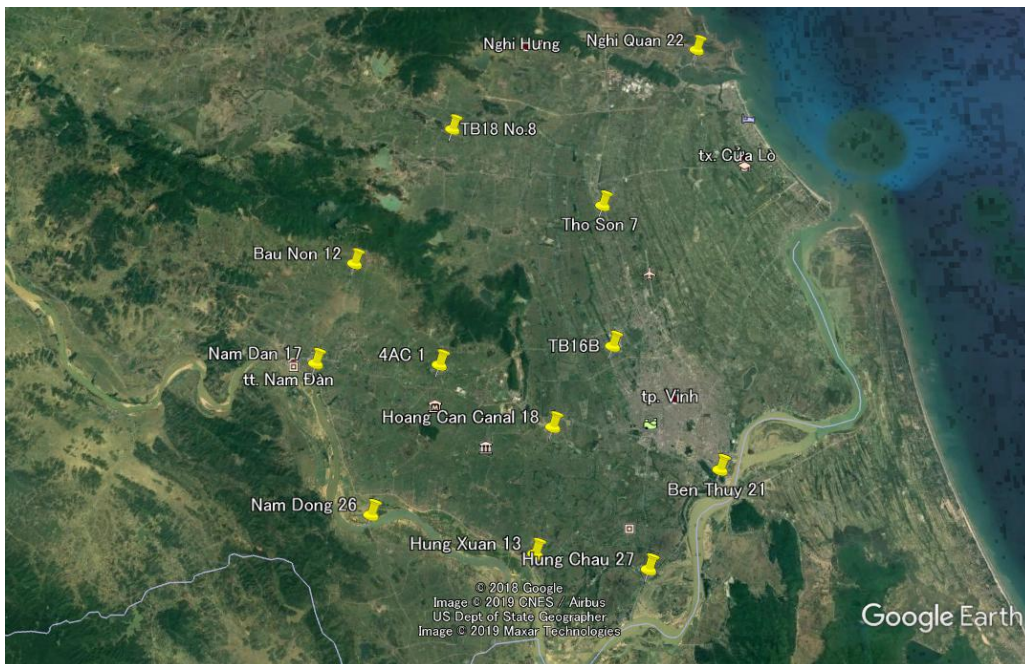 Nghi Hưng
Nghi Quan 22
TB18 No.8
tx. Cửa Lò
Tho Son 7
Bau Non 12
TB16B
Nam Dan 17
4AC 1
tt. Nam Đàn
tp. Vinh
Hoang Can Canal 18
Ben Thuy 21
Nam Dong 26
Hung Xuan 13
Hung Chau 27
© 2018 Google
Image © 2019 CNES / Airbus
US Dept of State Geographer
Image © 2019 Maxar Technologies
Google Earth